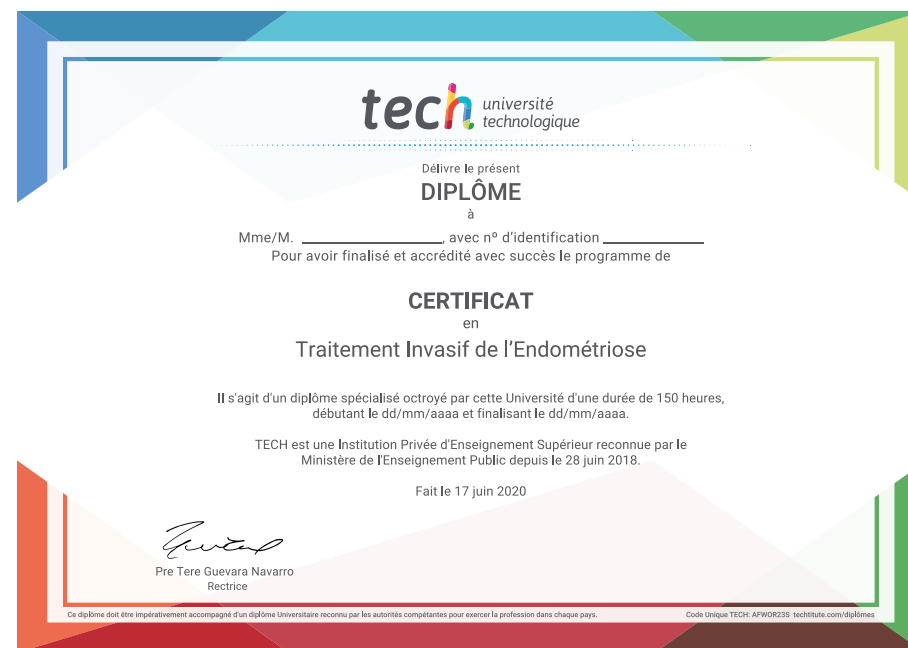 tech université
technologique
Délivre le présent
DIPLÔME
à
Mme/M. ____________________, avec nº d'identification ______________
Pour avoir finalisé et accrédité avec succès le programme de
CERTIFICAT
en
Traitement Invasif de l'Endométriose
Il s'agit d'un diplôme spécialisé octroyé par cette Université d'une durée de 150 heures,
débutant le dd/mm/aaaa et finalisant le dd/mm/aaaa.
TECH est une Institution Privée d'Enseignement Supérieur reconnue par le
Ministère de l'Enseignement Public depuis le 28 juin 2018.
Fait le 17 juin 2020
Pre Tere Guevara Navarro
Rectrice
Ce diplôme doit être impérativement accompagné d'un diplôme Universitaire reconnu par les autorités compétantes pour exercer la profession dans chaque pays.
Code Unique TECH: AFWOR23S techtitute.com/diplômes